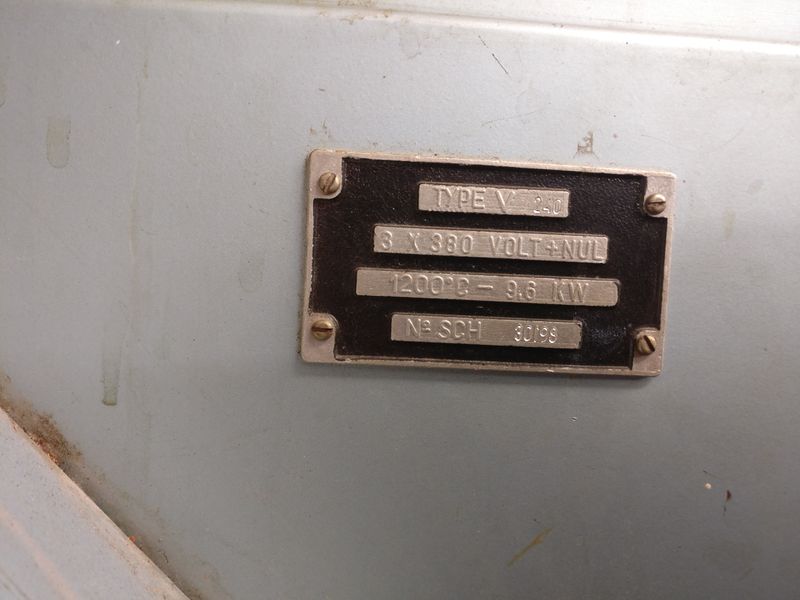 TYPE V 240
3 X 380 VOLT+NUL
1200°C - 9.6 KW
Nº SCH 30198